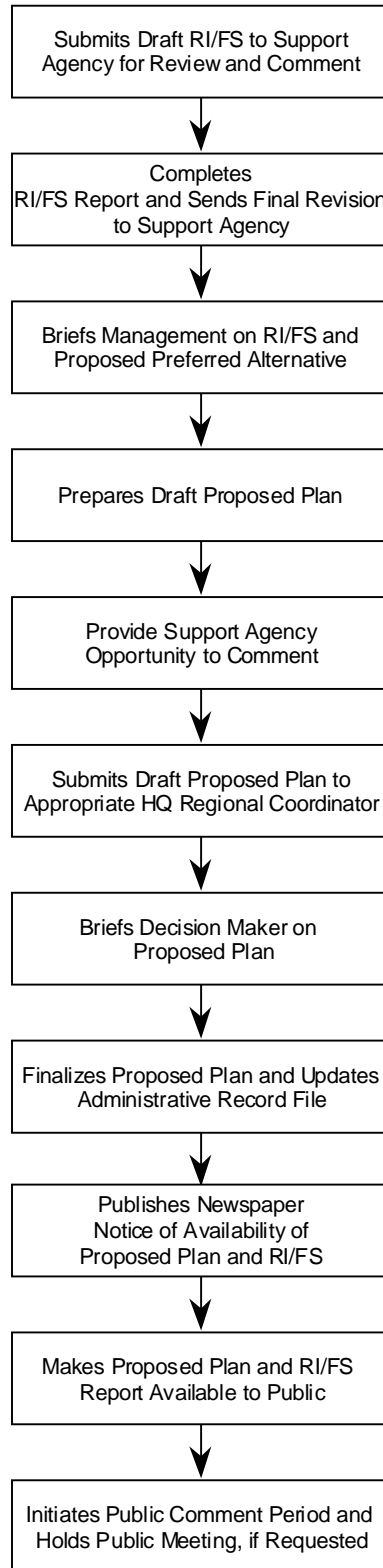 Submits Draft RI/FS to Support
Agency for Review and Comment
Completes
RI/FS Report and Sends Final Revision
to Support Agency
Briefs Management on RI/FS and
Proposed Preferred Alternative
Prepares Draft Proposed Plan
Provide Support Agency
Opportunity to Comment
Submits Draft Proposed Plan to
Appropriate HQ Regional Coordinator
Briefs Decision Maker on
Proposed Plan
Finalizes Proposed Plan and Updates
Administrative Record File
Publishes Newspaper
Notice of Availability of
Proposed Plan and RI/FS
Makes Proposed Plan and RI/FS
Report Available to Public
Initiates Public Comment Period and
Holds Public Meeting, if Requested